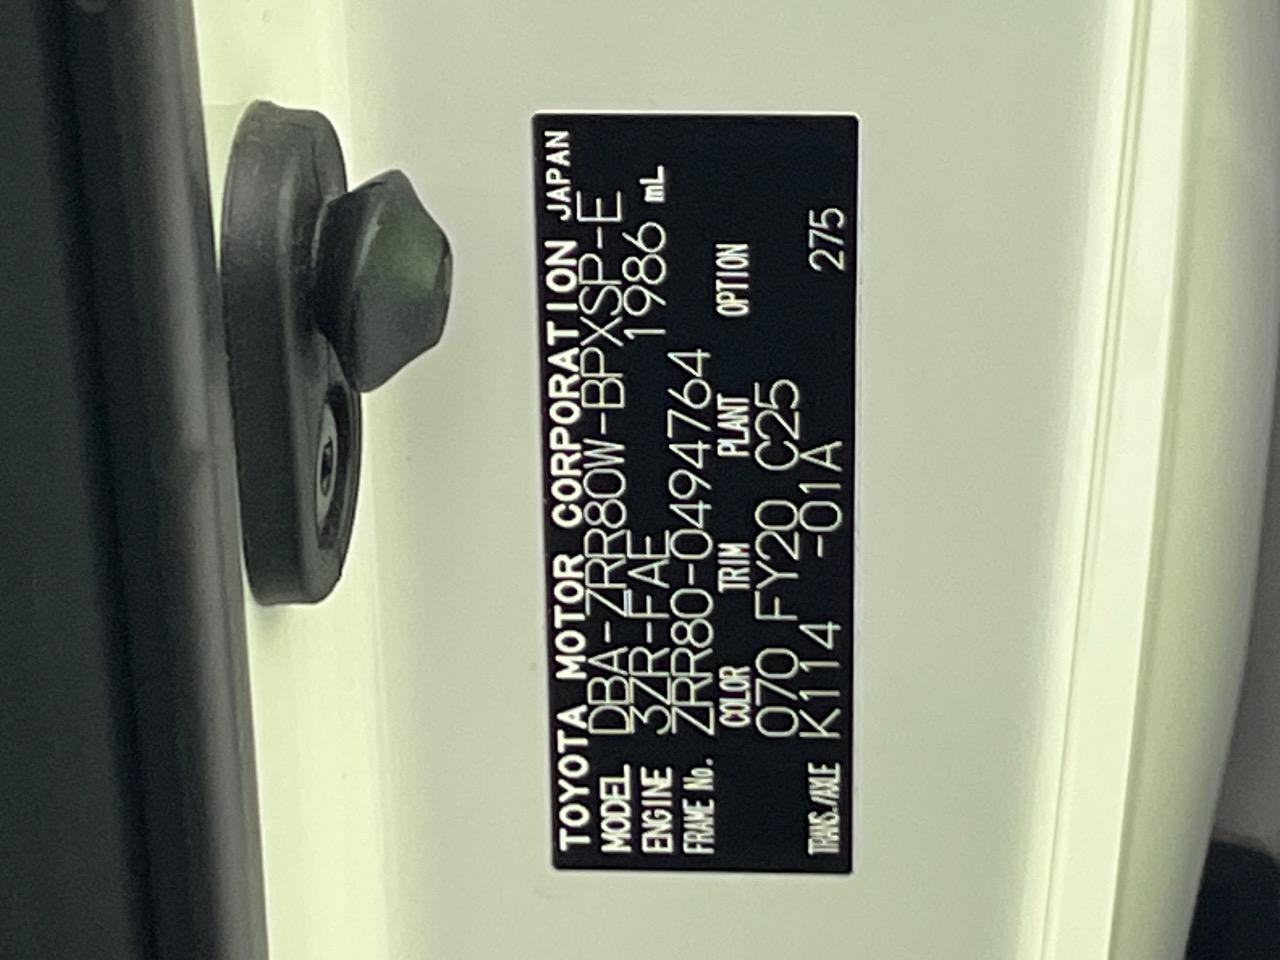 TOYOTA MOTOR CORPORATION JAPAN
MODEL DBA-ZRR80W-BPXSP-E
ENGINE 3ZR-FAE 1986 mL
FRAME No. ZRR80-0494764
COLOR TRIM PLANT OPTION
070 FY20 C25
TRANS./AXLE K114 -01A 275